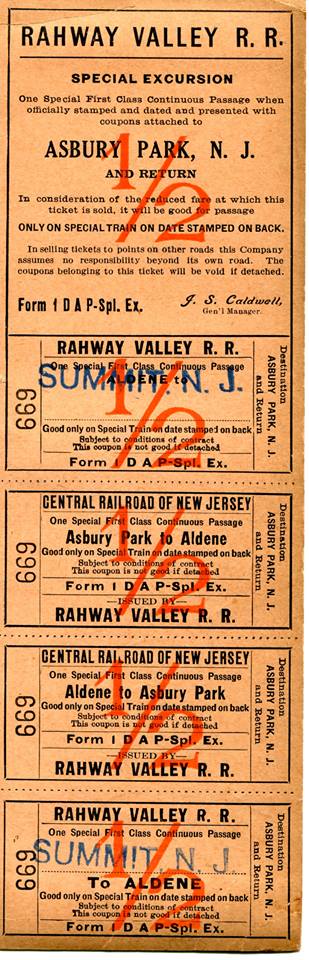 RAHWAY VALLEY R. R.
SPECIAL EXCURSION
One Special First Class Continuous Passage when
officially stamped and dated and presented with
coupons attached to
ASBURY PARK, N. J.
AND RETURN
1/2
In consideration of the reduced fare at which this
ticket is sold, it will be good for passage
ONLY ON SPECIAL TRAIN ON DATE STAMPED ON BACK.
In selling tickets to points on other roads this Company
assumes no responsibility beyond its own road. The
coupons belonging to this ticket will be void if detached.
Form 1 D A P-Spl. Ex.
J. S. Caldwell,
Gen'l Manager.
669
RAHWAY VALLEY R. R.
One Special First Class Continuous Passage
ALDENE to
SUMMIT, N. J.
1/2
Good only on Special Train on date stamped on back
Subject to conditions of contract
This coupon is not good if detached
Form 1 D A P-Spl. Ex.
Destination
ASBURY PARK, N. J.
and Return
669
CENTRAL RAILROAD OF NEW JERSEY
One Special First Class Continuous Passage
Asbury Park to Aldene
1/2
Good only on Special Train on date stamped on back
Subject to conditions of contract
This coupon is not good if detached
Form 1 D A P-Spl. Ex.
—ISSUED BY—
RAHWAY VALLEY R. R.
Destination
ASBURY PARK, N. J.
and Return
669
CENTRAL RAILROAD OF NEW JERSEY
One Special First Class Continuous Passage
Aldene to Asbury Park
1/2
Good only on Special Train on date stamped on back
Subject to conditions of contract
This coupon is not good if detached
Form 1 D A P-Spl. Ex.
—ISSUED BY—
RAHWAY VALLEY R. R.
Destination
ASBURY PARK, N. J.
and Return
669
RAHWAY VALLEY R. R.
One Special First Class Continuous Passage
SUMMIT, N. J.
1/2
To ALDENE
Good only on Special Train on date stamped on back
Subject to conditions of contract
This coupon is not good if detached
Form 1 D A P-Spl. Ex.
Destination
ASBURY PARK, N. J.
and Return